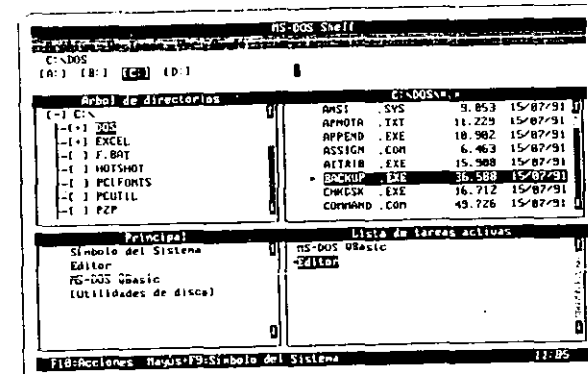 MS-DOS Shell
C:\DOS
[A:] [B:] [C:] [D:]
Arbol de directorios
[-] C:\
[+] DOS
[+] EXCEL
[ ] F.BAT
[ ] HOTSHOT
[ ] PCLFONTS
[ ] PCUTIL
[ ] PZP
C:\DOS\*.*
ANSI .SYS 9.053 15/07/91
APNOTA .TXT 11.229 15/07/91
APPEND .EXE 10.902 15/07/91
ASSIGN .COM 6.463 15/07/91
ATTRIB .EXE 15.908 15/07/91
BACKUP .EXE 36.588 15/07/91
CHKDSK .EXE 16.712 15/07/91
COMMAND .COM 49.726 15/07/91
Principal
Símbolo del Sistema
Editor
MS-DOS QBasic
[Utilidades de disco]
Lista de tareas activas
MS-DOS QBasic
Editor
F10:Acciones Mayús+F9:Símbolo del Sistema 11:05